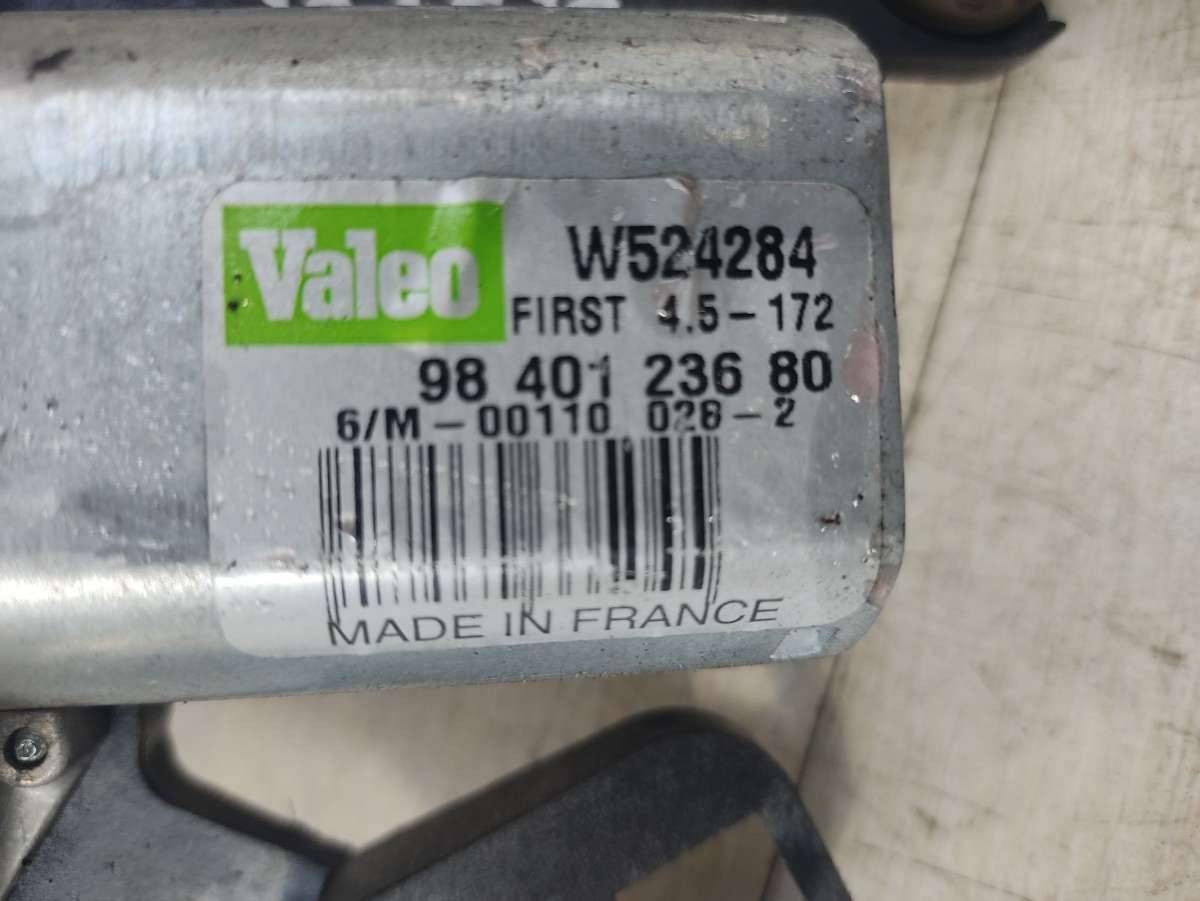 Valeo
W524284
FIRST 4.5-172
98 401 236 80
6/M-00110 028-2
MADE IN FRANCE